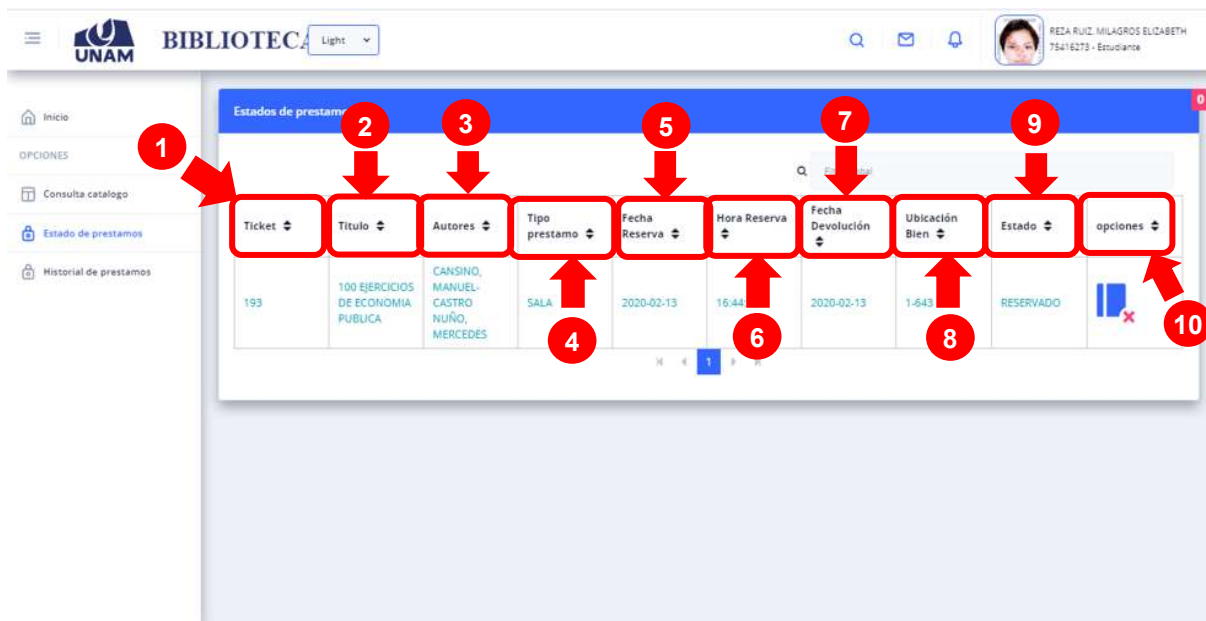 UNAM
BIBLIOTECA
Light
REZA RUIZ. MILAGROS ELIZABETH
75416273 - Estudiante
Inicio
OPCIONES
Consulta catalogo
Estado de prestamos
Historial de prestamos
Estados de prestamo
0
1
2
3
5
7
9
Ticket
Titulo
Autores
Tipo
prestamo
Fecha
Reserva
Hora Reserva
Fecha
Devolución
Ubicación
Bien
Estado
opciones
193
100 EJERCICIOS
DE ECONOMIA
PUBLICA
CANSINO,
MANUEL-
CASTRO
NUÑO,
MERCEDES
SALA
2020-02-13
16:44
2020-02-13
1-643
RESERVADO
4
6
8
10
1